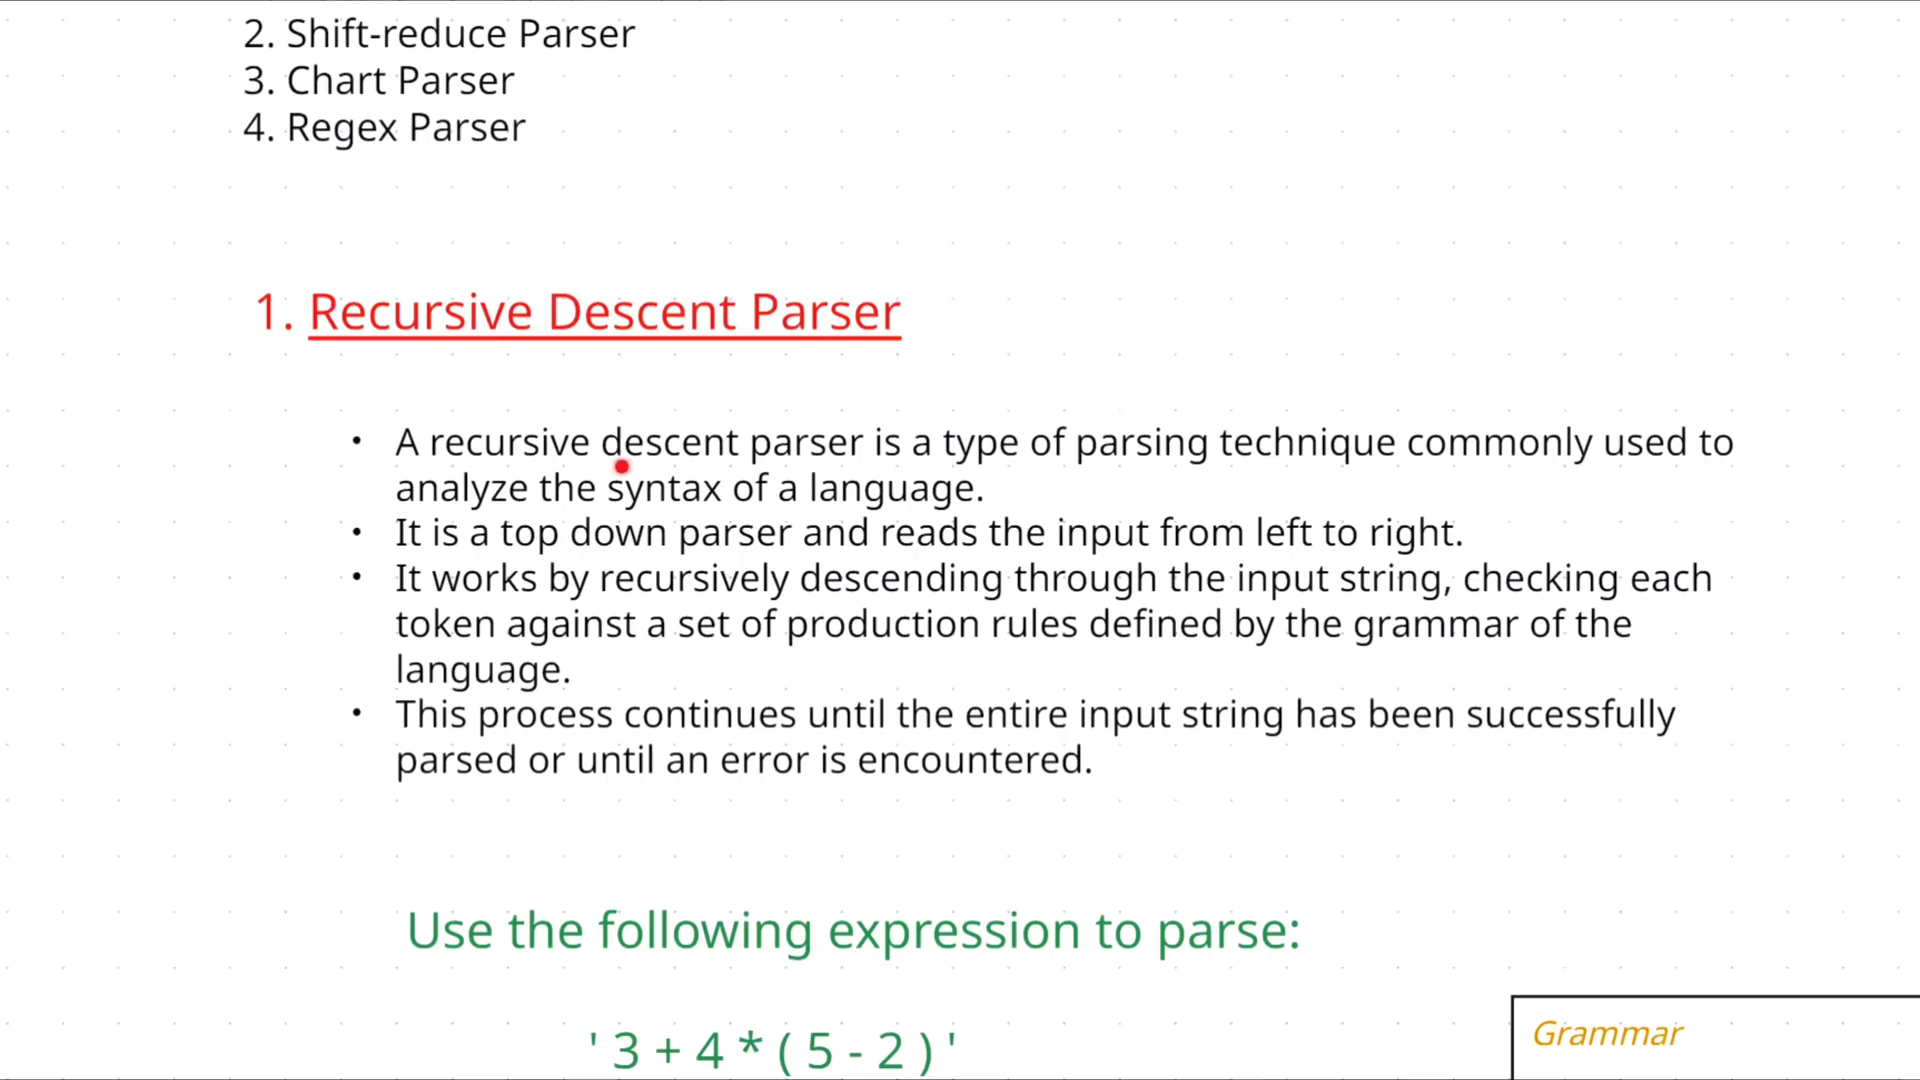 2. Shift-reduce Parser
3. Chart Parser
4. Regex Parser
1. Recursive Descent Parser
• A recursive descent parser is a type of parsing technique commonly used to
analyze the syntax of a language.
• It is a top down parser and reads the input from left to right.
• It works by recursively descending through the input string, checking each
token against a set of production rules defined by the grammar of the
language.
• This process continues until the entire input string has been successfully
parsed or until an error is encountered.
Use the following expression to parse:
' 3 + 4 * ( 5 - 2 ) '
Grammar